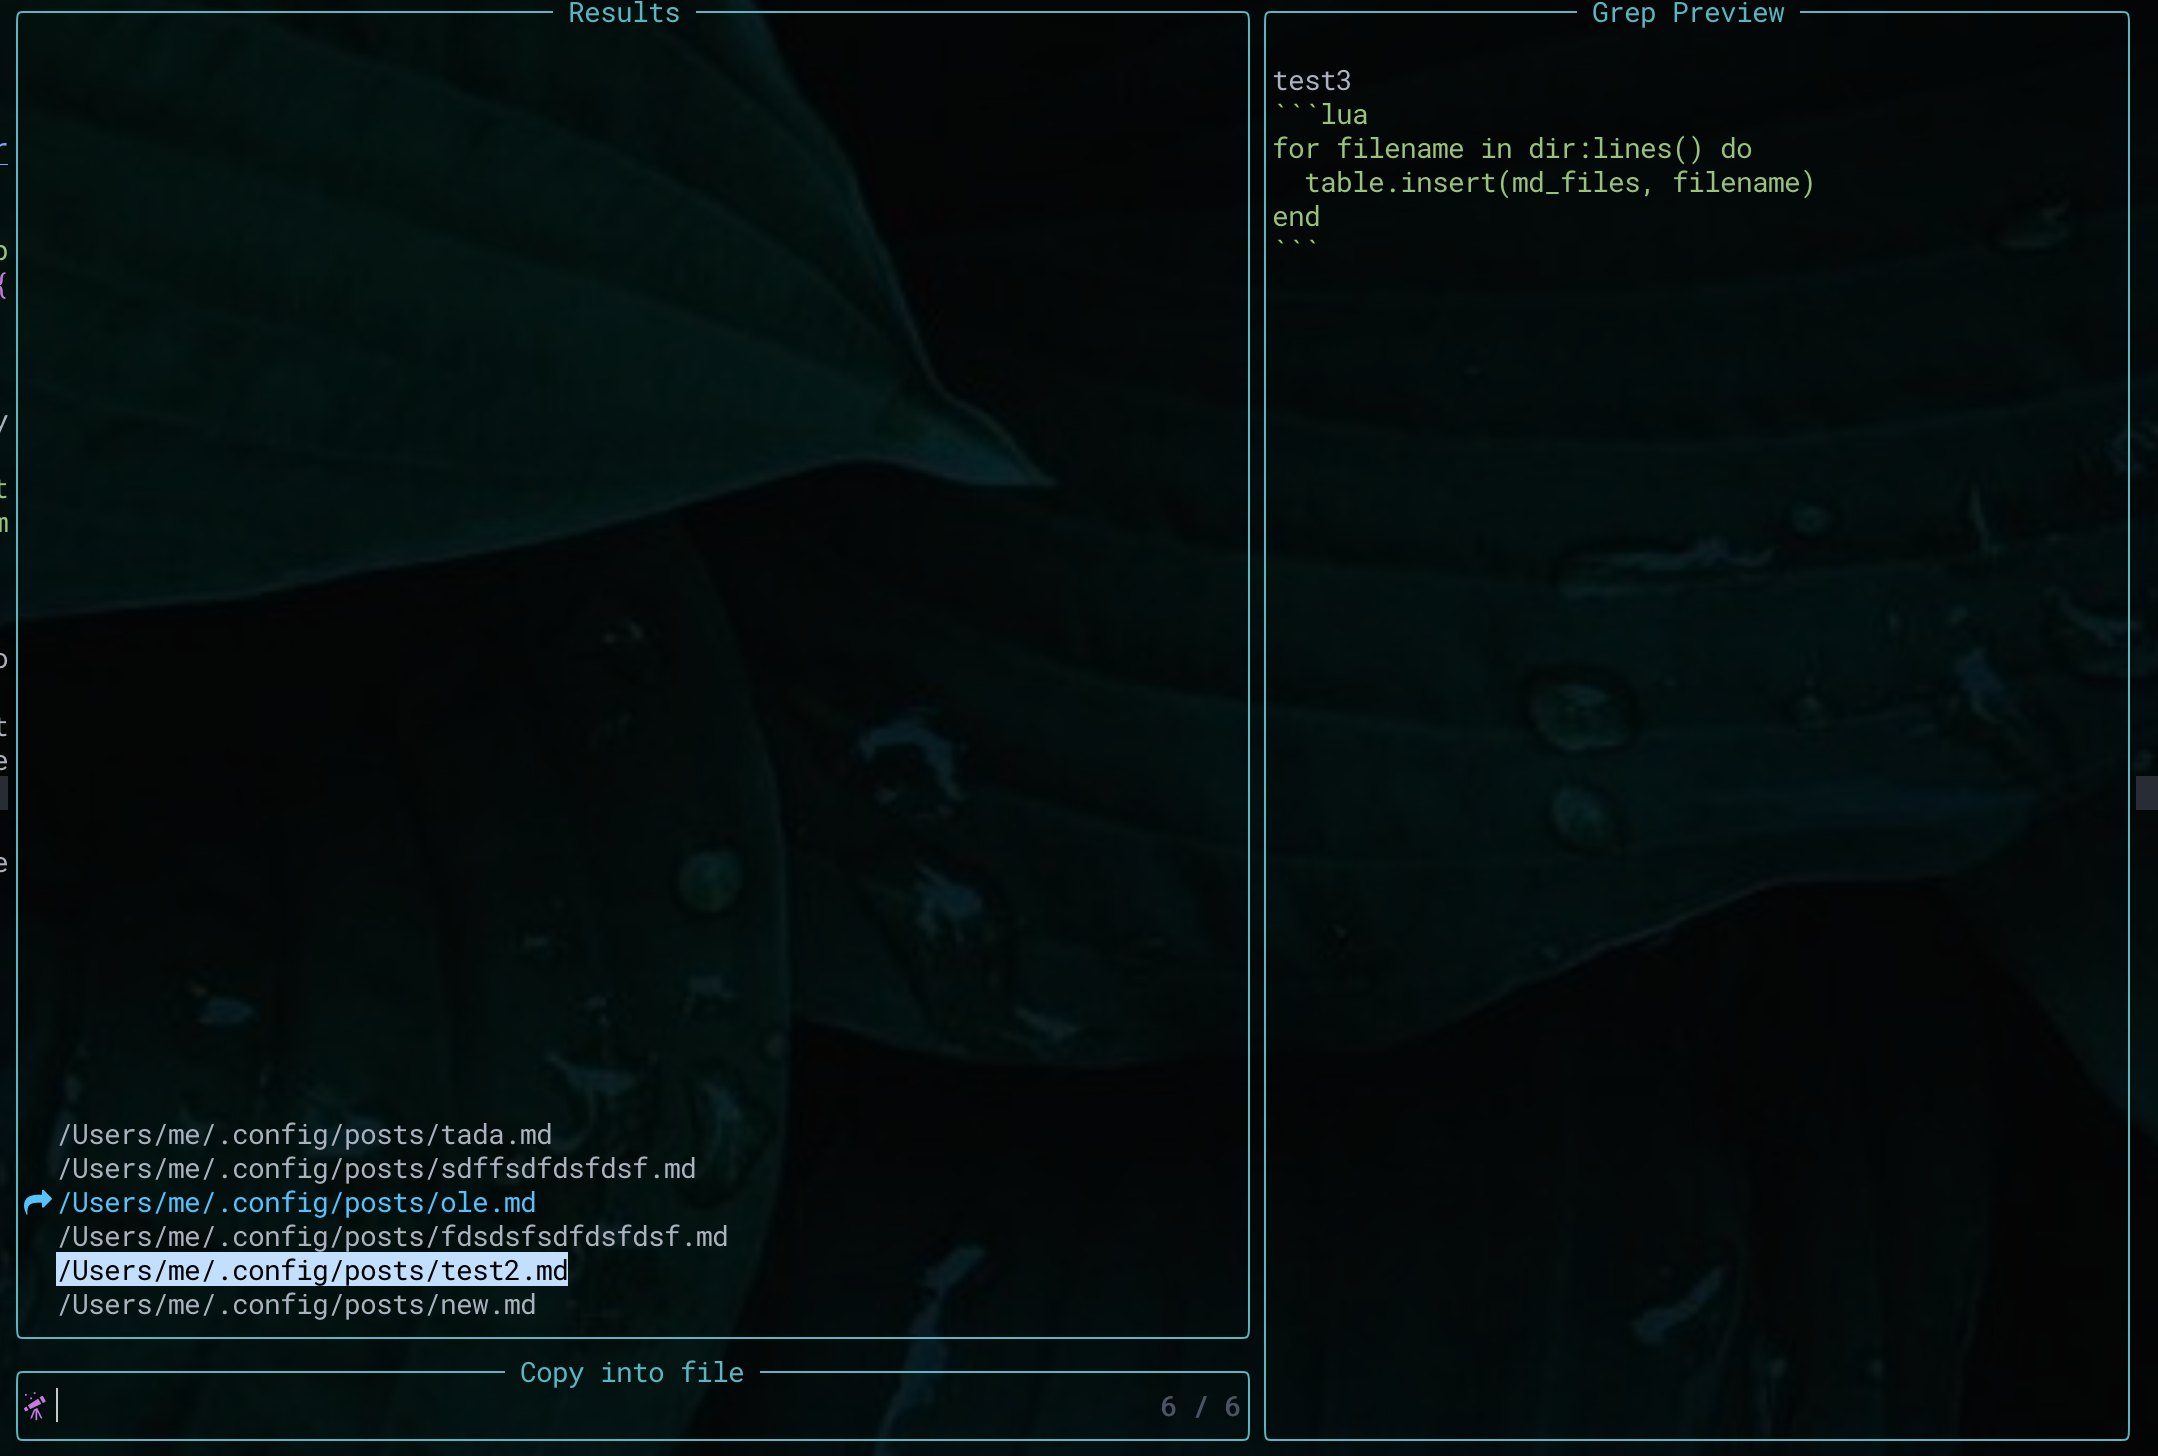 Results
/Users/me/.config/posts/tada.md
/Users/me/.config/posts/sdffsdfdsfdsf.md
/Users/me/.config/posts/ole.md
/Users/me/.config/posts/fdsdsfsdfdsfdsf.md
/Users/me/.config/posts/test2.md
/Users/me/.config/posts/new.md
Copy into file
6 / 6
Grep Preview
test3
```lua
for filename in dir:lines() do
  table.insert(md_files, filename)
end
```